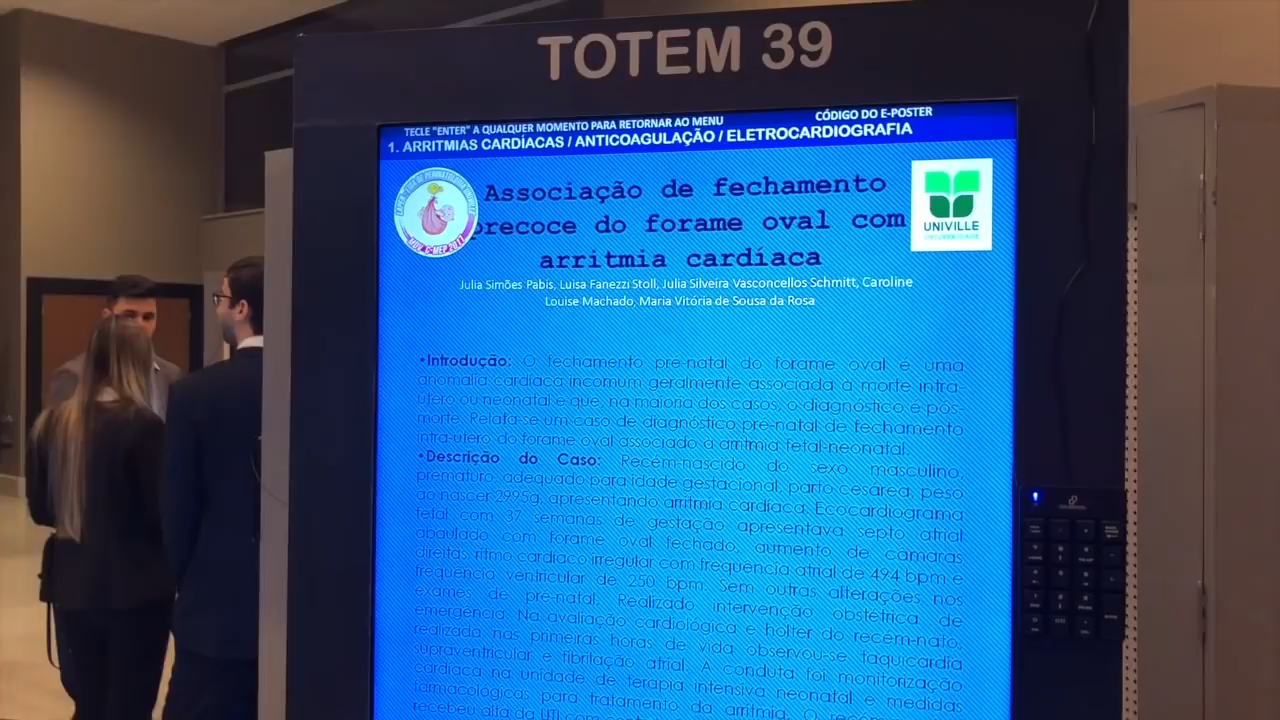 TOTEM 39
TECLE "ENTER" A QUALQUER MOMENTO PARA RETORNAR AO MENU
CÓDIGO DO E-POSTER
1. ARRITMIAS CARDÍACAS / ANTICOAGULAÇÃO / ELETROCARDIOGRAFIA
Associação de fechamento
precoce do forame oval com
arritmia cardíaca
UNIVILLE
Julia Simões Pabis, Luisa Fanezzi Stoll, Julia Silveira Vasconcellos Schmitt, Caroline
Louise Machado, Maria Vitória de Sousa da Rosa
•Introdução: O fechamento pré-natal do forame oval é uma
anomalia cardíaca incomum geralmente associada à morte intra-
útero ou neonatal e que, na maioria dos casos, o diagnóstico é pós-
morte. Relata-se um caso de diagnóstico pré-natal de fechamento
intra-útero do forame oval associado à arritmia fetal-neonatal.
•Descrição do Caso: Recém-nascido do sexo masculino,
prematuro, adequado para idade gestacional, parto cesárea, peso
ao nascer 2995g, apresentando arritmia cardíaca. Ecocardiograma
fetal com 37 semanas de gestação apresentava septo atrial
abaulado com forame oval fechado, aumento de câmaras
direitas, ritmo cardíaco irregular com frequência atrial de 494 bpm e
frequência ventricular de 250 bpm. Sem outras alterações nos
exames de pré-natal. Realizado intervenção obstétrica de
emergência. Na avaliação cardiológica e holter do recém-nato,
realizada nas primeiras horas de vida observou-se taquicardia
supraventricular e fibrilação atrial. A conduta foi monitorização
cardíaca na unidade de terapia intensiva neonatal e medidas
farmacológicas para tratamento da arritmia. O
recebeu alta da UTI com